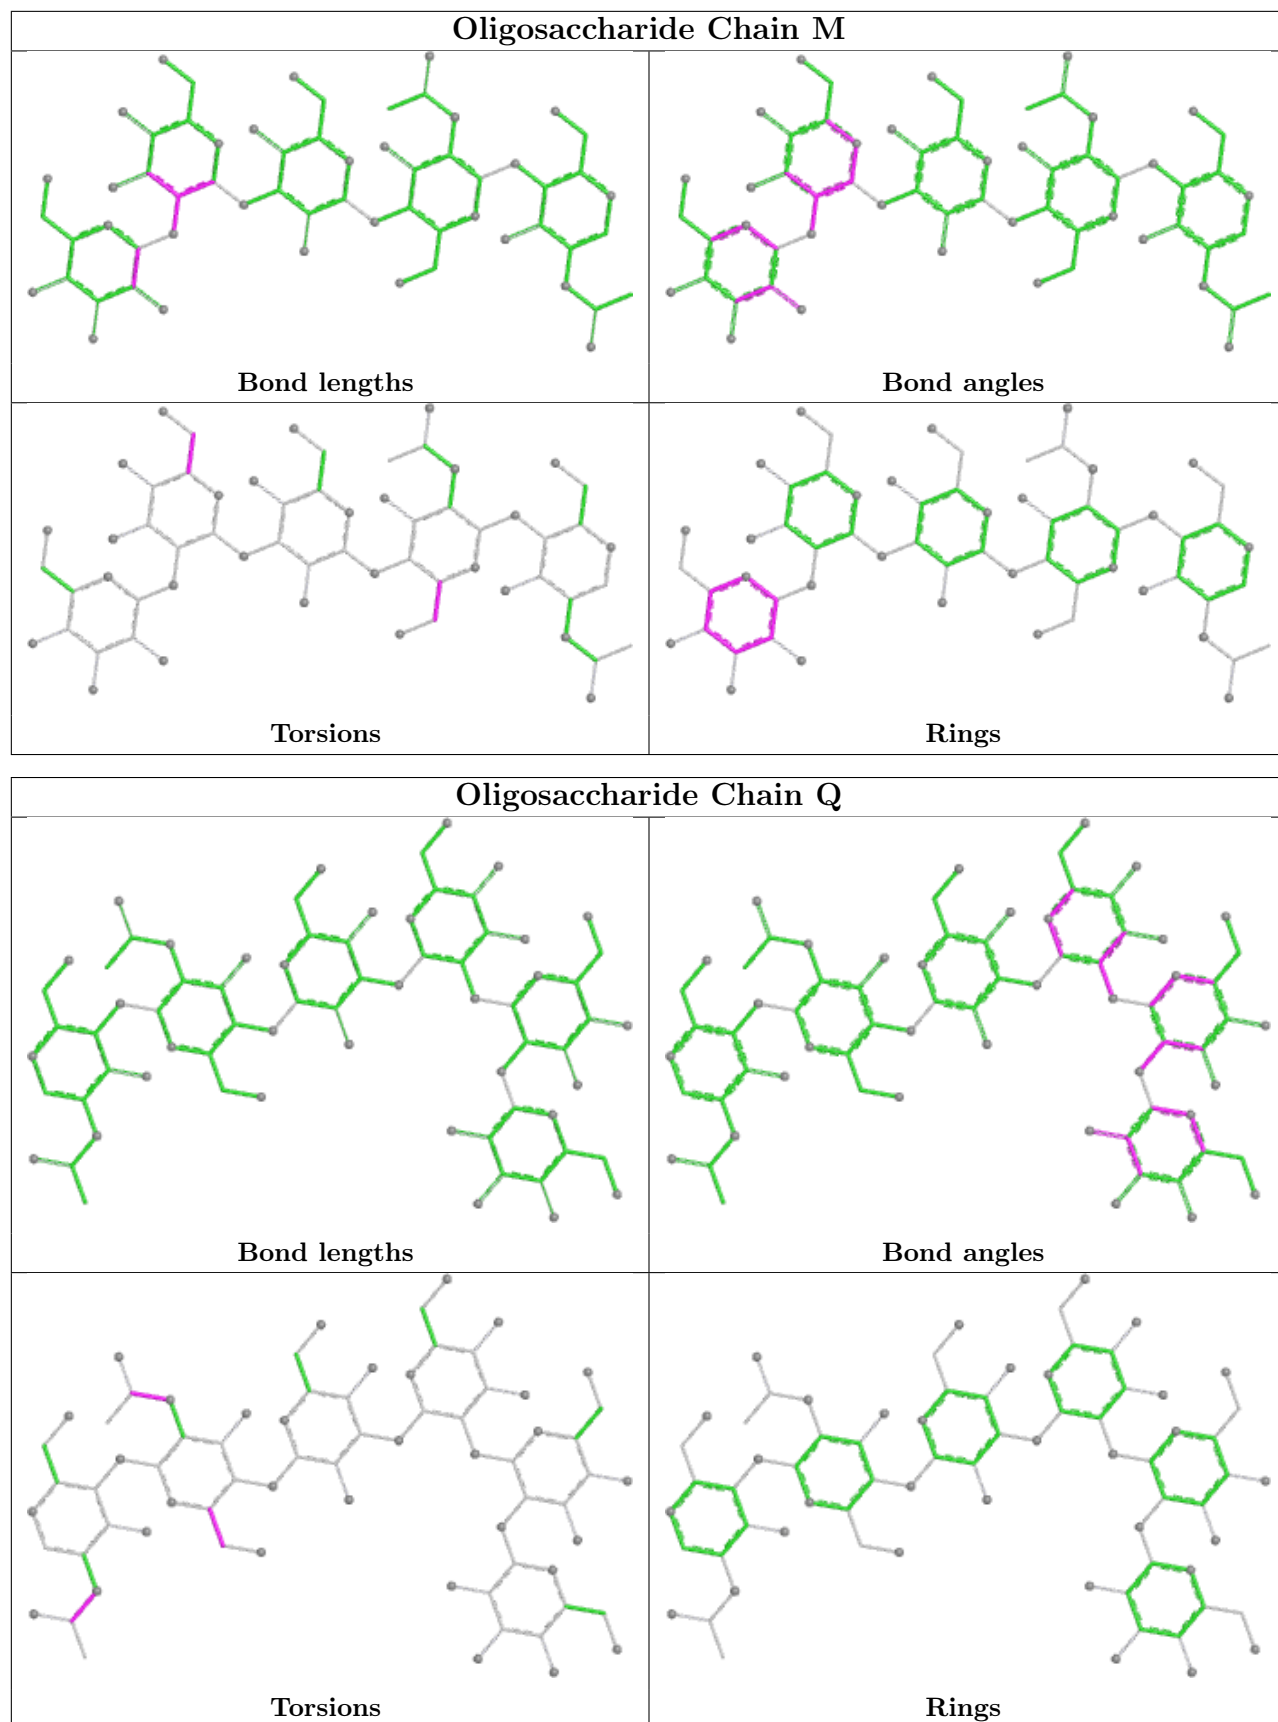 Oligosaccharide Chain M
Bond lengths
Bond angles
Torsions
Rings
Oligosaccharide Chain Q
Bond lengths
Bond angles
Torsions
Rings